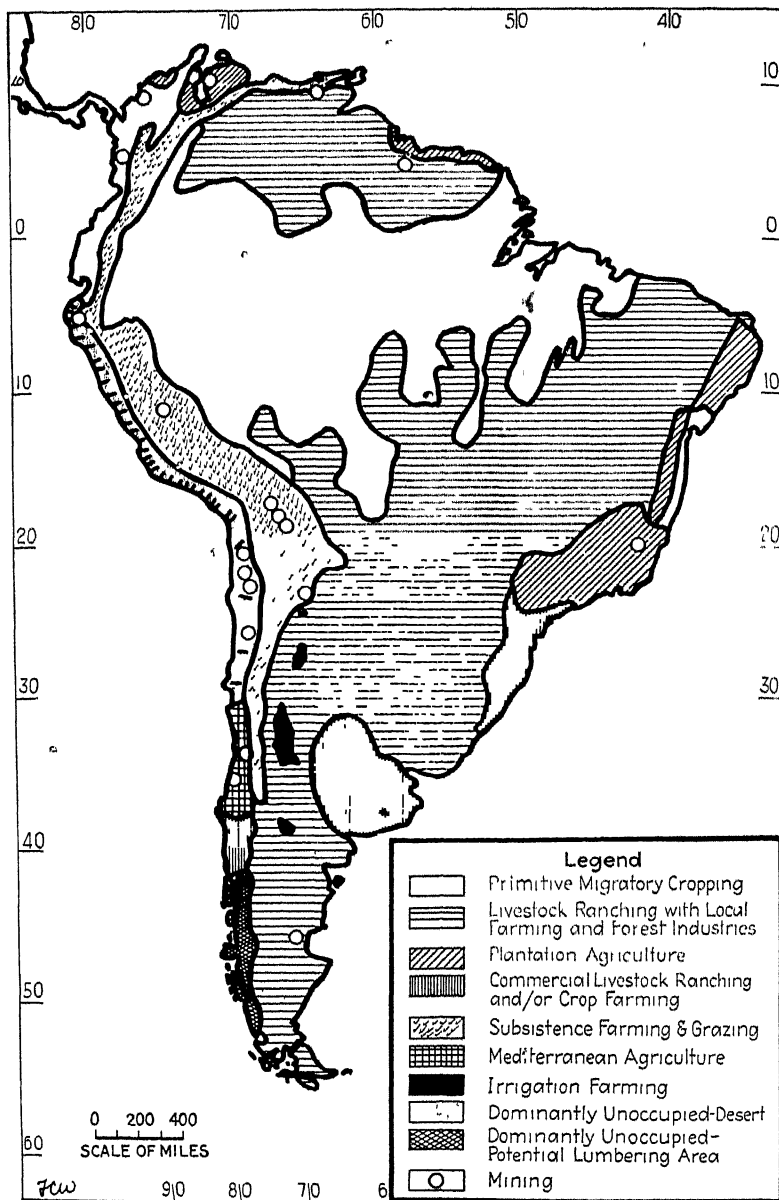 80 70 60 50 40
10 10
0 0
10 10
20 20
30 30
40
50
60
Legend
Primitive Migratory Cropping
Livestock Ranching with Local
Farming and Forest Industries
Plantation Agriculture
Commercial Livestock Ranching
and/or Crop Farming
Subsistence Farming & Grazing
Mediterranean Agriculture
Irrigation Farming
Dominantly Unoccupied-Desert
Dominantly Unoccupied-
Potential Lumbering Area
Mining
0 200 400
SCALE OF MILES
JCW 90 80 70 6